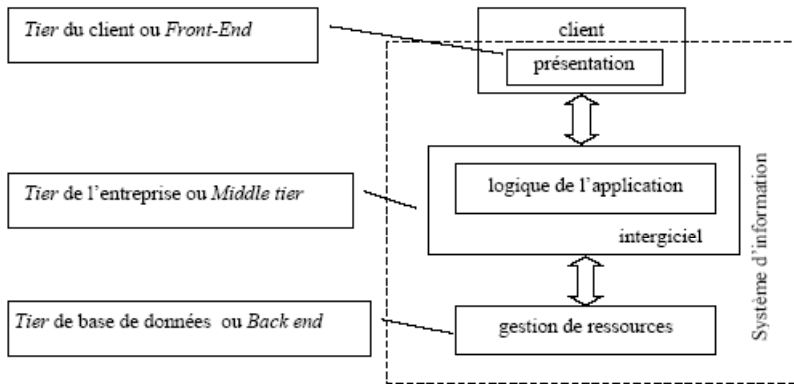 Tier du client ou Front-End
client
présentation
Tier de l'entreprise ou Middle tier
logique de l'application
intergiciel
Système d'information
Tier de base de données ou Back end
gestion de ressources